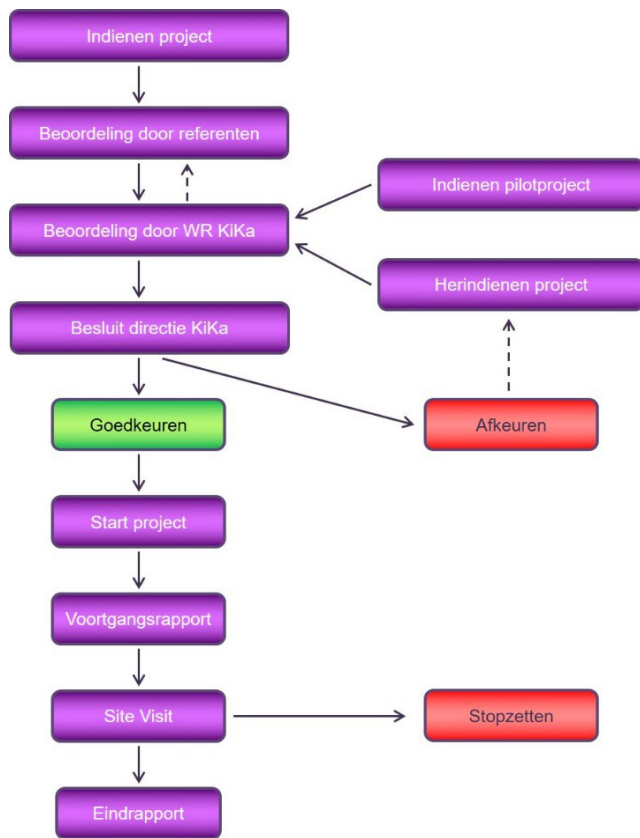 Indienen project
Beoordeling door referenten
Indienen pilotproject
Beoordeling door WR KiKa
Herindienen project
Besluit directie KiKa
Goedkeuren
Afkeuren
Start project
Voortgangsrapport
Site Visit
Stopzetten
Eindrapport